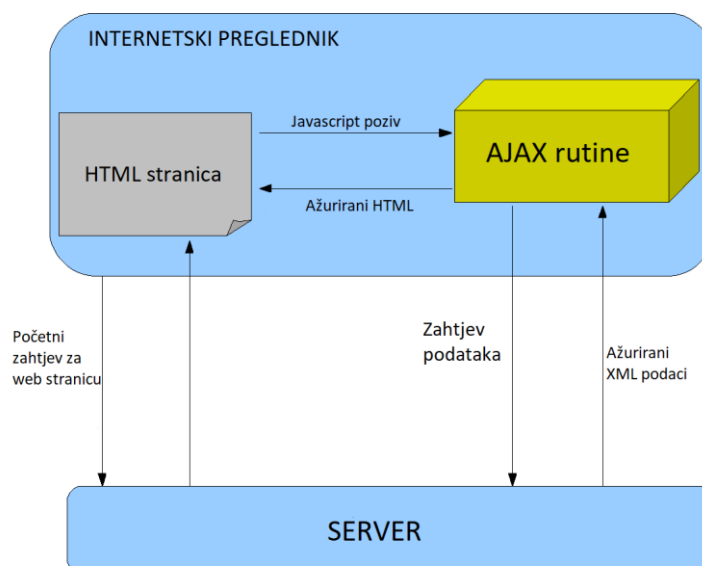 INTERNETSKI PREGLEDNIK
Javascript poziv
HTML stranica
AJAX rutine
Ažurirani HTML
Početni
zahtjev za
web stranicu
Zahtjev
podataka
Ažurirani
XML podaci
SERVER